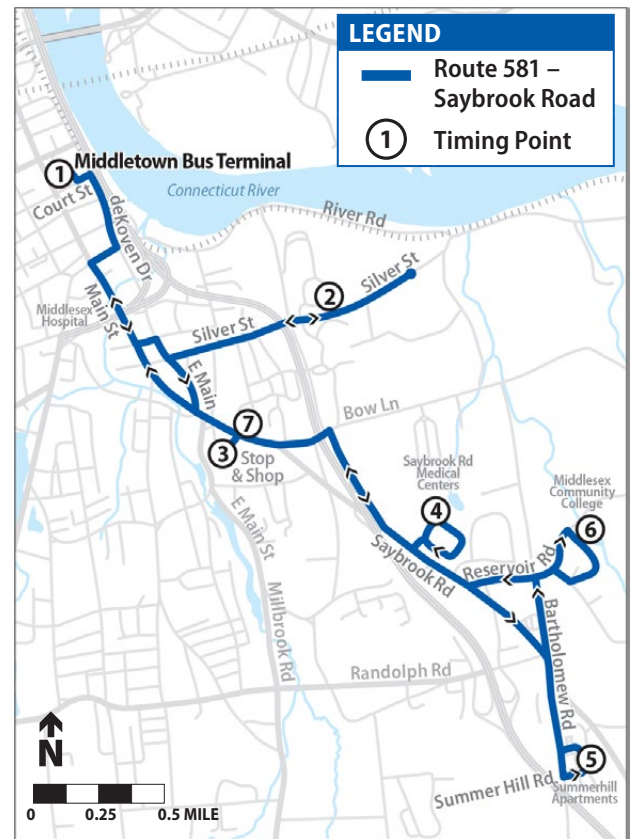 LEGEND
Route 581 –
Saybrook Road
1 Timing Point
1 Middletown Bus Terminal
Court St
deKoven Dr
Connecticut River
River Rd
Main St
Middlesex
Hospital
2
Silver St
Silver St
E Main
Bow Ln
7
3
Stop
& Shop
Saybrook Rd
Medical
Centers
4
Middlesex
Community
College
6
E Main St
Saybrook Rd
Reservoir Rd
Millbrook Rd
Bartholomew Rd
Randolph Rd
N
5
Summer Hill Rd
Summerhill
Apartments
0 0.25 0.5 MILE